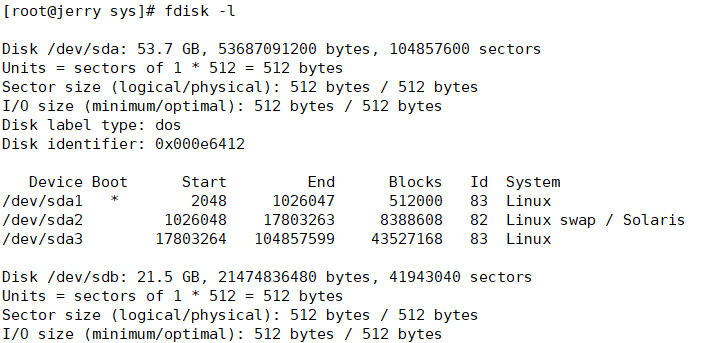 [root@jerry sys]# fdisk -l
Disk /dev/sda: 53.7 GB, 53687091200 bytes, 104857600 sectors
Units = sectors of 1 * 512 = 512 bytes
Sector size (logical/physical): 512 bytes / 512 bytes
I/O size (minimum/optimal): 512 bytes / 512 bytes
Disk label type: dos
Disk identifier: 0x000e6412
Device Boot      Start         End      Blocks   Id  System
/dev/sda1   *        2048     1026047      512000   83  Linux
/dev/sda2         1026048    17803263     8388608   82  Linux swap / Solaris
/dev/sda3        17803264   104857599    43527168   83  Linux
Disk /dev/sdb: 21.5 GB, 21474836480 bytes, 41943040 sectors
Units = sectors of 1 * 512 = 512 bytes
Sector size (logical/physical): 512 bytes / 512 bytes
I/O size (minimum/optimal): 512 bytes / 512 bytes